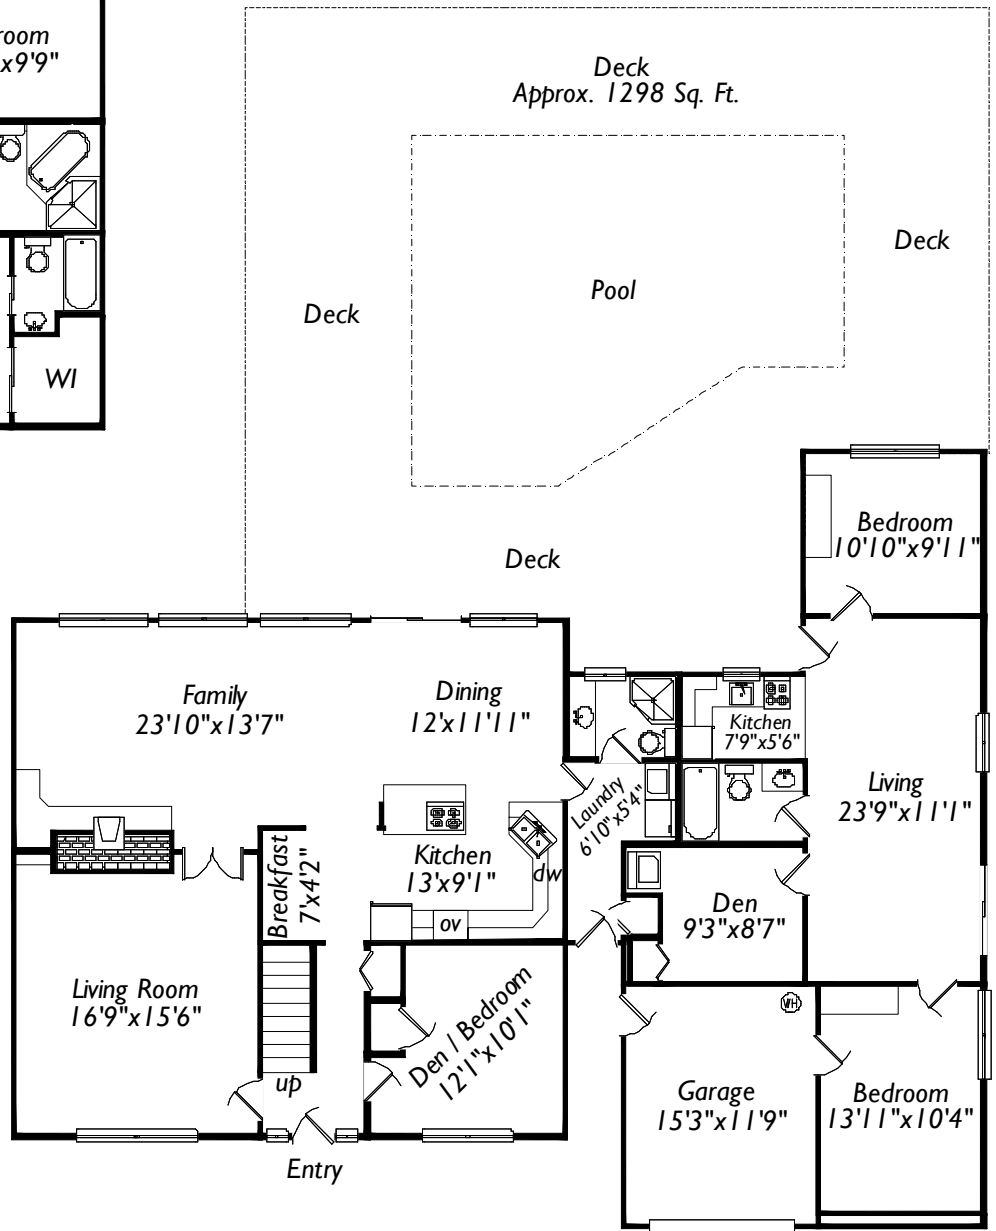 room
x9'9"
WI
Deck
Approx. 1298 Sq. Ft.
Deck
Pool
Deck
Deck
Bedroom
10'10"x9'11"
Family
23'10"x13'7"
Dining
12'x11'11"
Kitchen
7'9"x5'6"
Laundry
6'10"x5'4"
Living
23'9"x11'1"
Breakfast
7'x4'2"
Kitchen
13'x9'1"
dw
ov
Den
9'3"x8'7"
Living Room
16'9"x15'6"
up
Den / Bedroom
12'1"x10'1"
WH
Garage
15'3"x11'9"
Bedroom
13'11"x10'4"
Entry